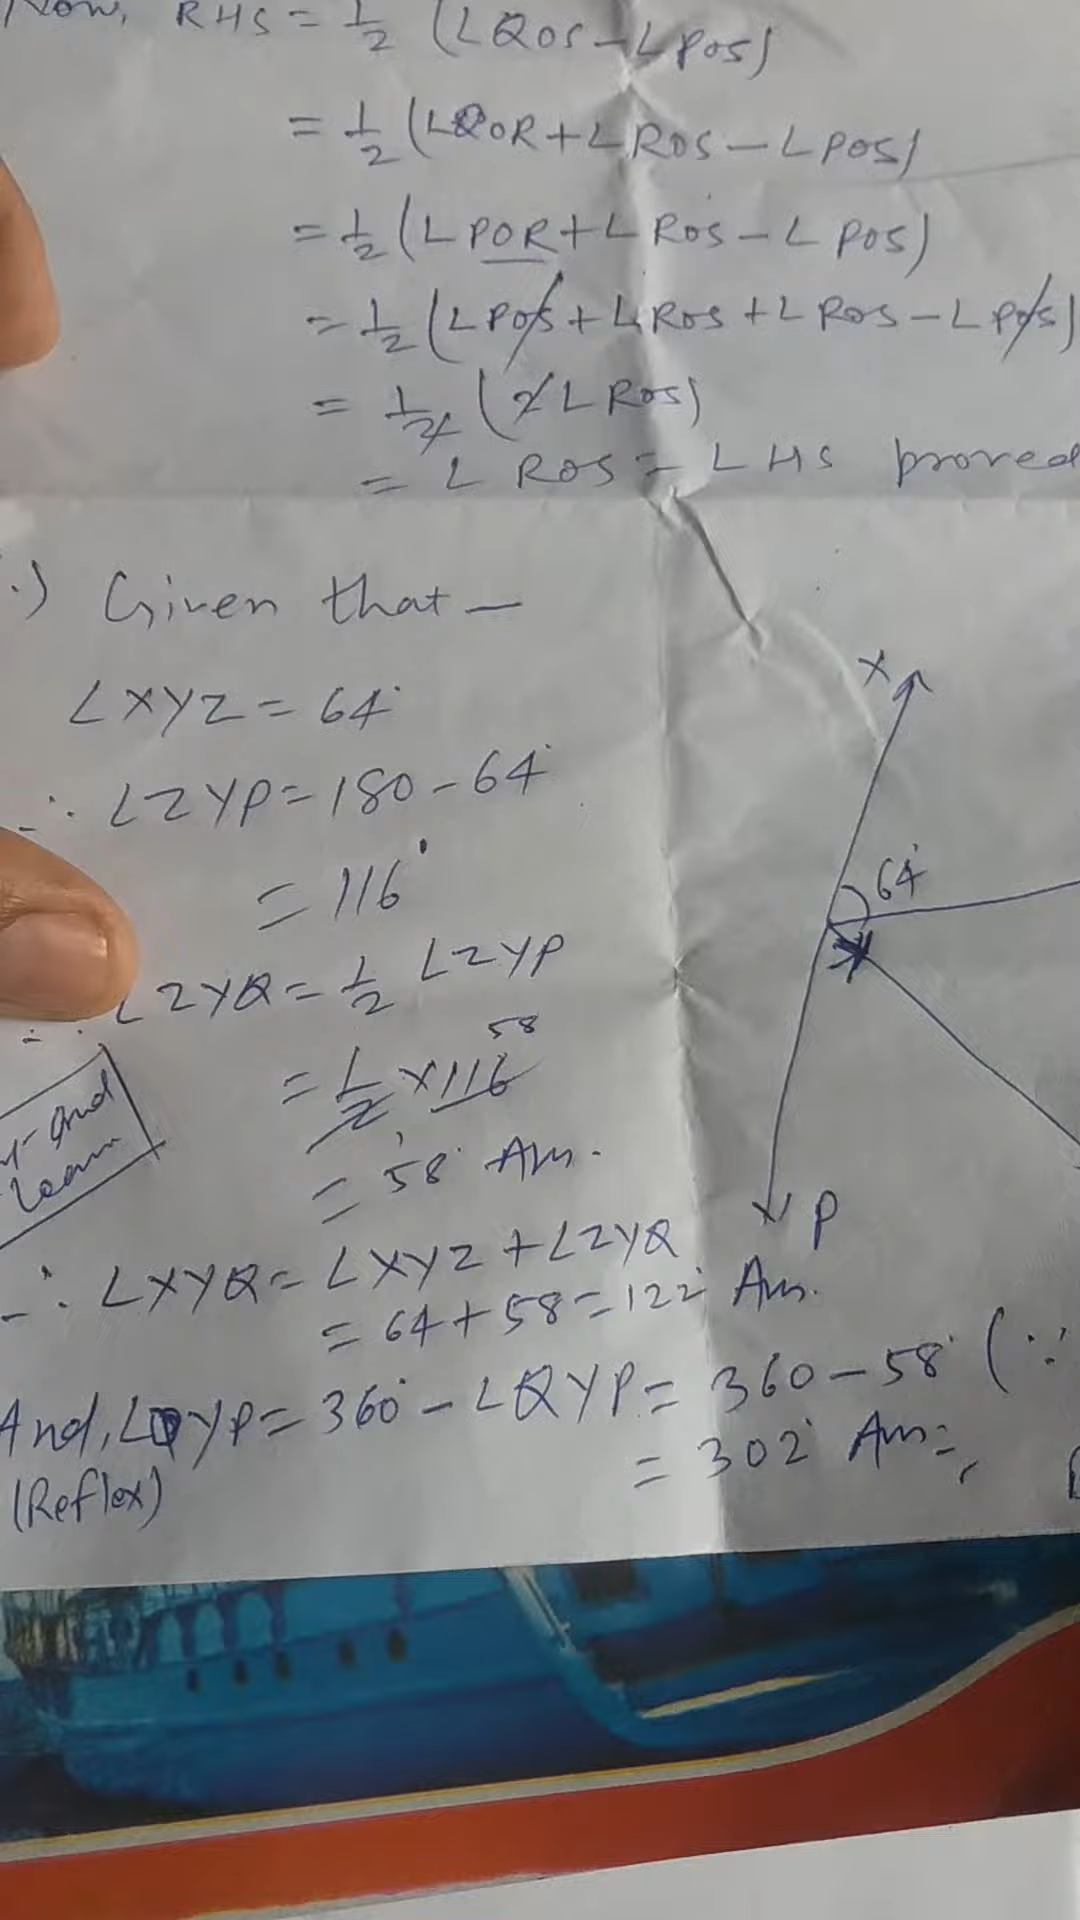 Now, RHS = 1/2 (∠QOS - ∠POS)
= 1/2 (∠QOR + ∠ROS - ∠POS)
= 1/2 (∠POR + ∠ROS - ∠POS)
= 1/2 (∠POS + ∠ROS + ∠ROS - ∠POS)
= 1/2 (2∠ROS)
= ∠ROS = LHS proved
.) Given that —
∠XYZ = 64°
∴ ∠ZYP = 180 - 64°
= 116°
∴ ∠ZYQ = 1/2 ∠ZYP
58
= 1/2 × 116
= 58° Ans.
and
learn
∴ ∠XYQ = ∠XYZ + ∠ZYQ
= 64 + 58 = 122° Ans.
And, ∠QYP = 360° - ∠QYP = 360 - 58° (∵
(Reflex)
= 302° Ans.
X
64°
P